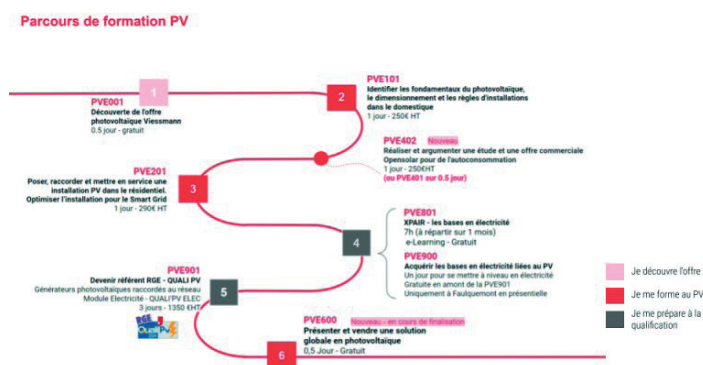 Parcours de formation PV
1
PVE001
Découverte de l'offre
photovoltaïque Viessmann
0.5 jour - gratuit
2
PVE101
Identifier les fondamentaux du photovoltaïque,
le dimensionnement et les règles d'installations
dans le domestique
1 jour - 250€ HT
PVE402 Nouveau
Réaliser et argumenter une étude et une offre commerciale
Opensolar pour de l'autoconsommation
1 jour - 250€HT
(ou PVE401 sur 0.5 jour)
PVE201
Poser, raccorder et mettre en service une
installation PV dans le résidentiel.
Optimiser l'installation pour le Smart Grid
1 jour - 290€ HT
3
4
PVE801
XPAIR - les bases en électricité
7h (à répartir sur 1 mois)
e-Learning - Gratuit
PVE900
Acquérir les bases en électricité liées au PV
Un jour pour se mettre à niveau en électricité
Gratuite en amont de la PVE901
Uniquement à Faulquemont en présentielle
PVE901
Devenir référent RGE - QUALI PV
Générateurs photovoltaïques raccordés au réseau
Module Electricité - QUALI'PV ELEC
3 jours - 1350 €HT
5
RGE
Quali'PV
6
PVE600 Nouveau - en cours de finalisation
Présenter et vendre une solution
globale en photovoltaïque
0,5 Jour - Gratuit
Je découvre l'offre
Je me forme au PV
Je me prépare à la
qualification